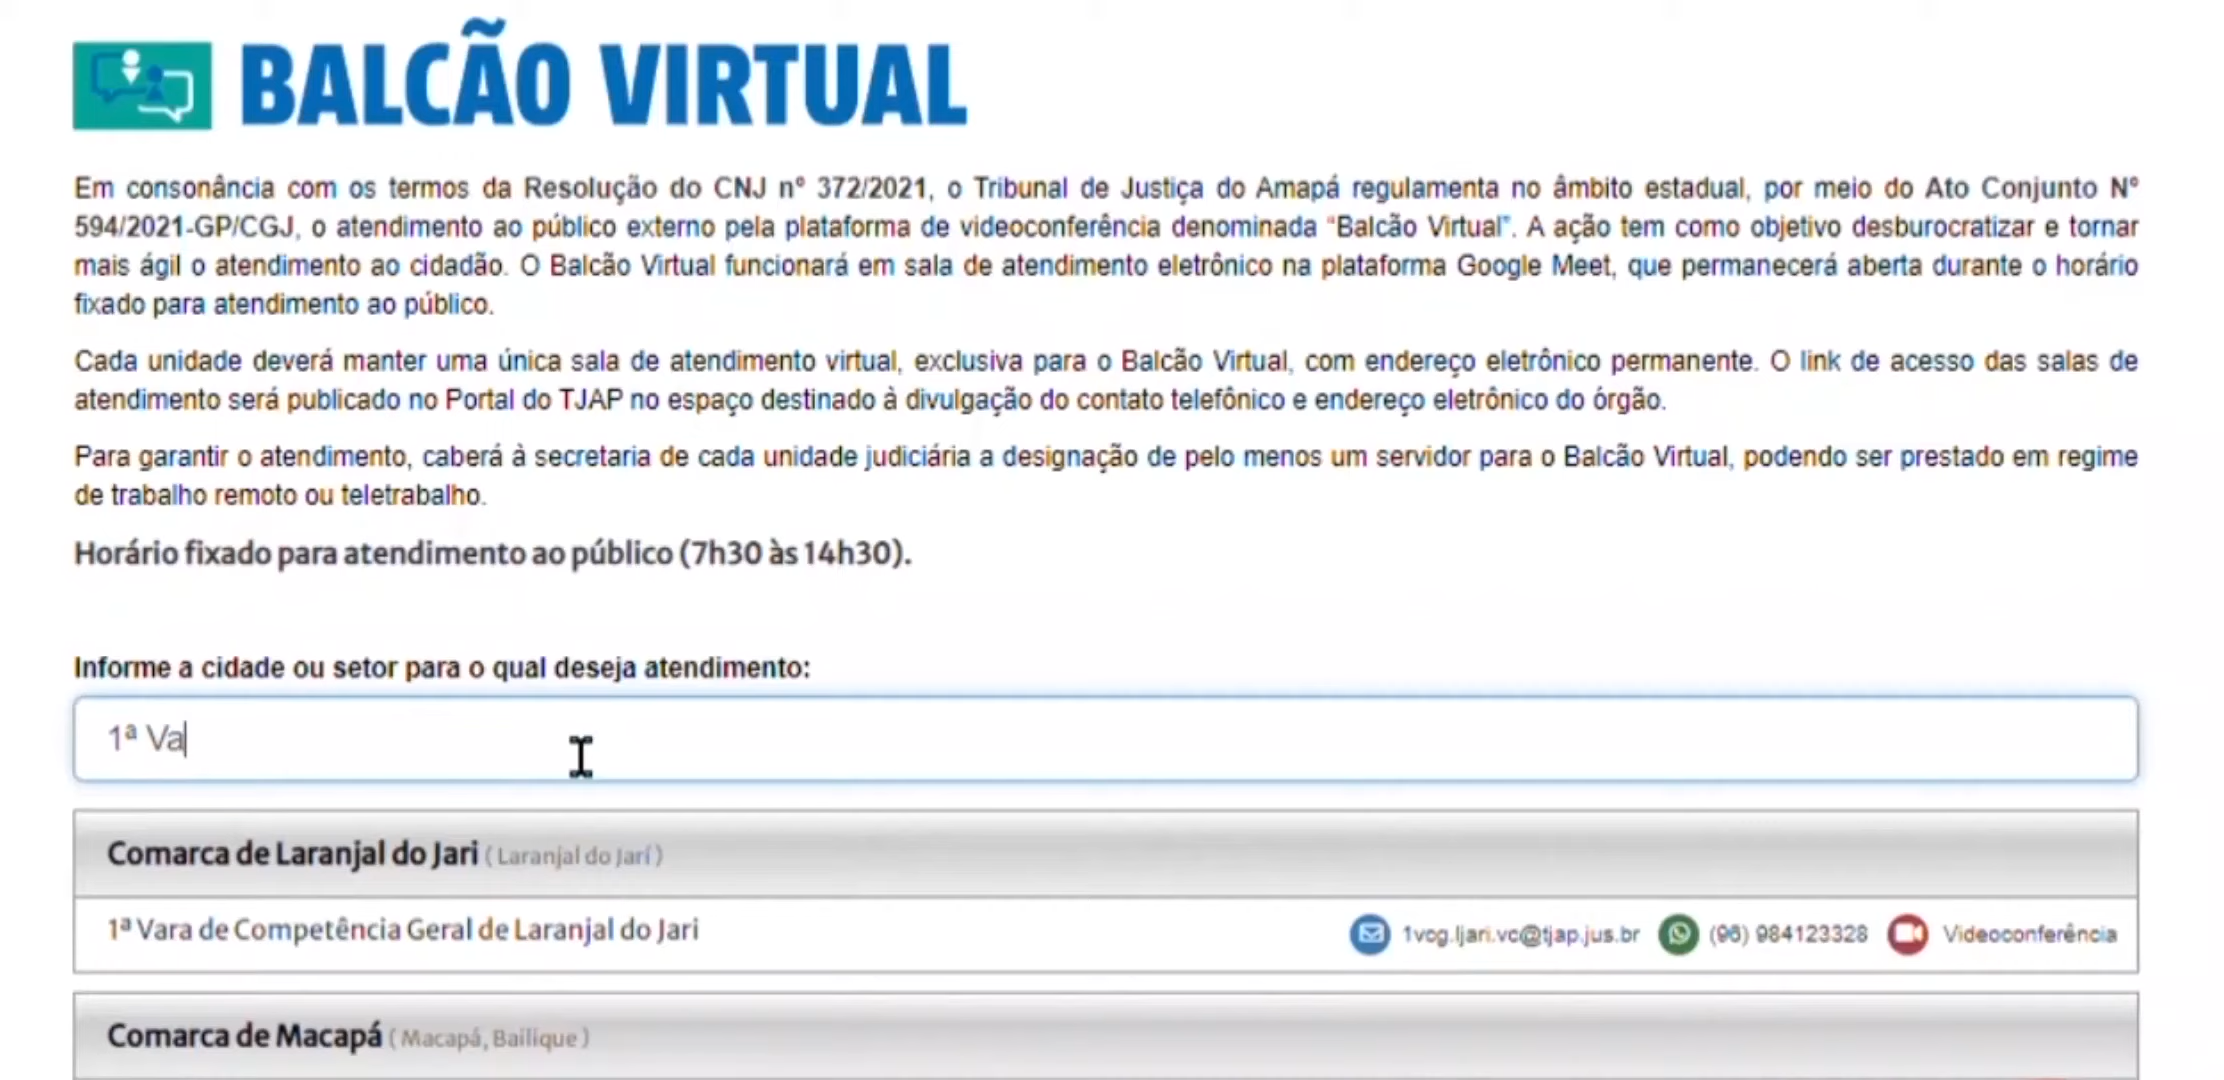 BALCÃO VIRTUAL
Em consonância com os termos da Resolução do CNJ nº 372/2021, o Tribunal de Justiça do Amapá regulamenta no âmbito estadual, por meio do Ato Conjunto Nº
594/2021-GP/CGJ, o atendimento ao público externo pela plataforma de videoconferência denominada “Balcão Virtual”. A ação tem como objetivo desburocratizar e tornar
mais ágil o atendimento ao cidadão. O Balcão Virtual funcionará em sala de atendimento eletrônico na plataforma Google Meet, que permanecerá aberta durante o horário
fixado para atendimento ao público.
Cada unidade deverá manter uma única sala de atendimento virtual, exclusiva para o Balcão Virtual, com endereço eletrônico permanente. O link de acesso das salas de
atendimento será publicado no Portal do TJAP no espaço destinado à divulgação do contato telefônico e endereço eletrônico do órgão.
Para garantir o atendimento, caberá à secretaria de cada unidade judiciária a designação de pelo menos um servidor para o Balcão Virtual, podendo ser prestado em regime
de trabalho remoto ou teletrabalho.
Horário fixado para atendimento ao público (7h30 às 14h30).
Informe a cidade ou setor para o qual deseja atendimento:
1ª Va
Comarca de Laranjal do Jari ( Laranjal do Jari )
1ª Vara de Competência Geral de Laranjal do Jari 1vcg.ljari.vc@tjap.jus.br (96) 984123328 Videoconferência
Comarca de Macapá ( Macapá, Bailique )